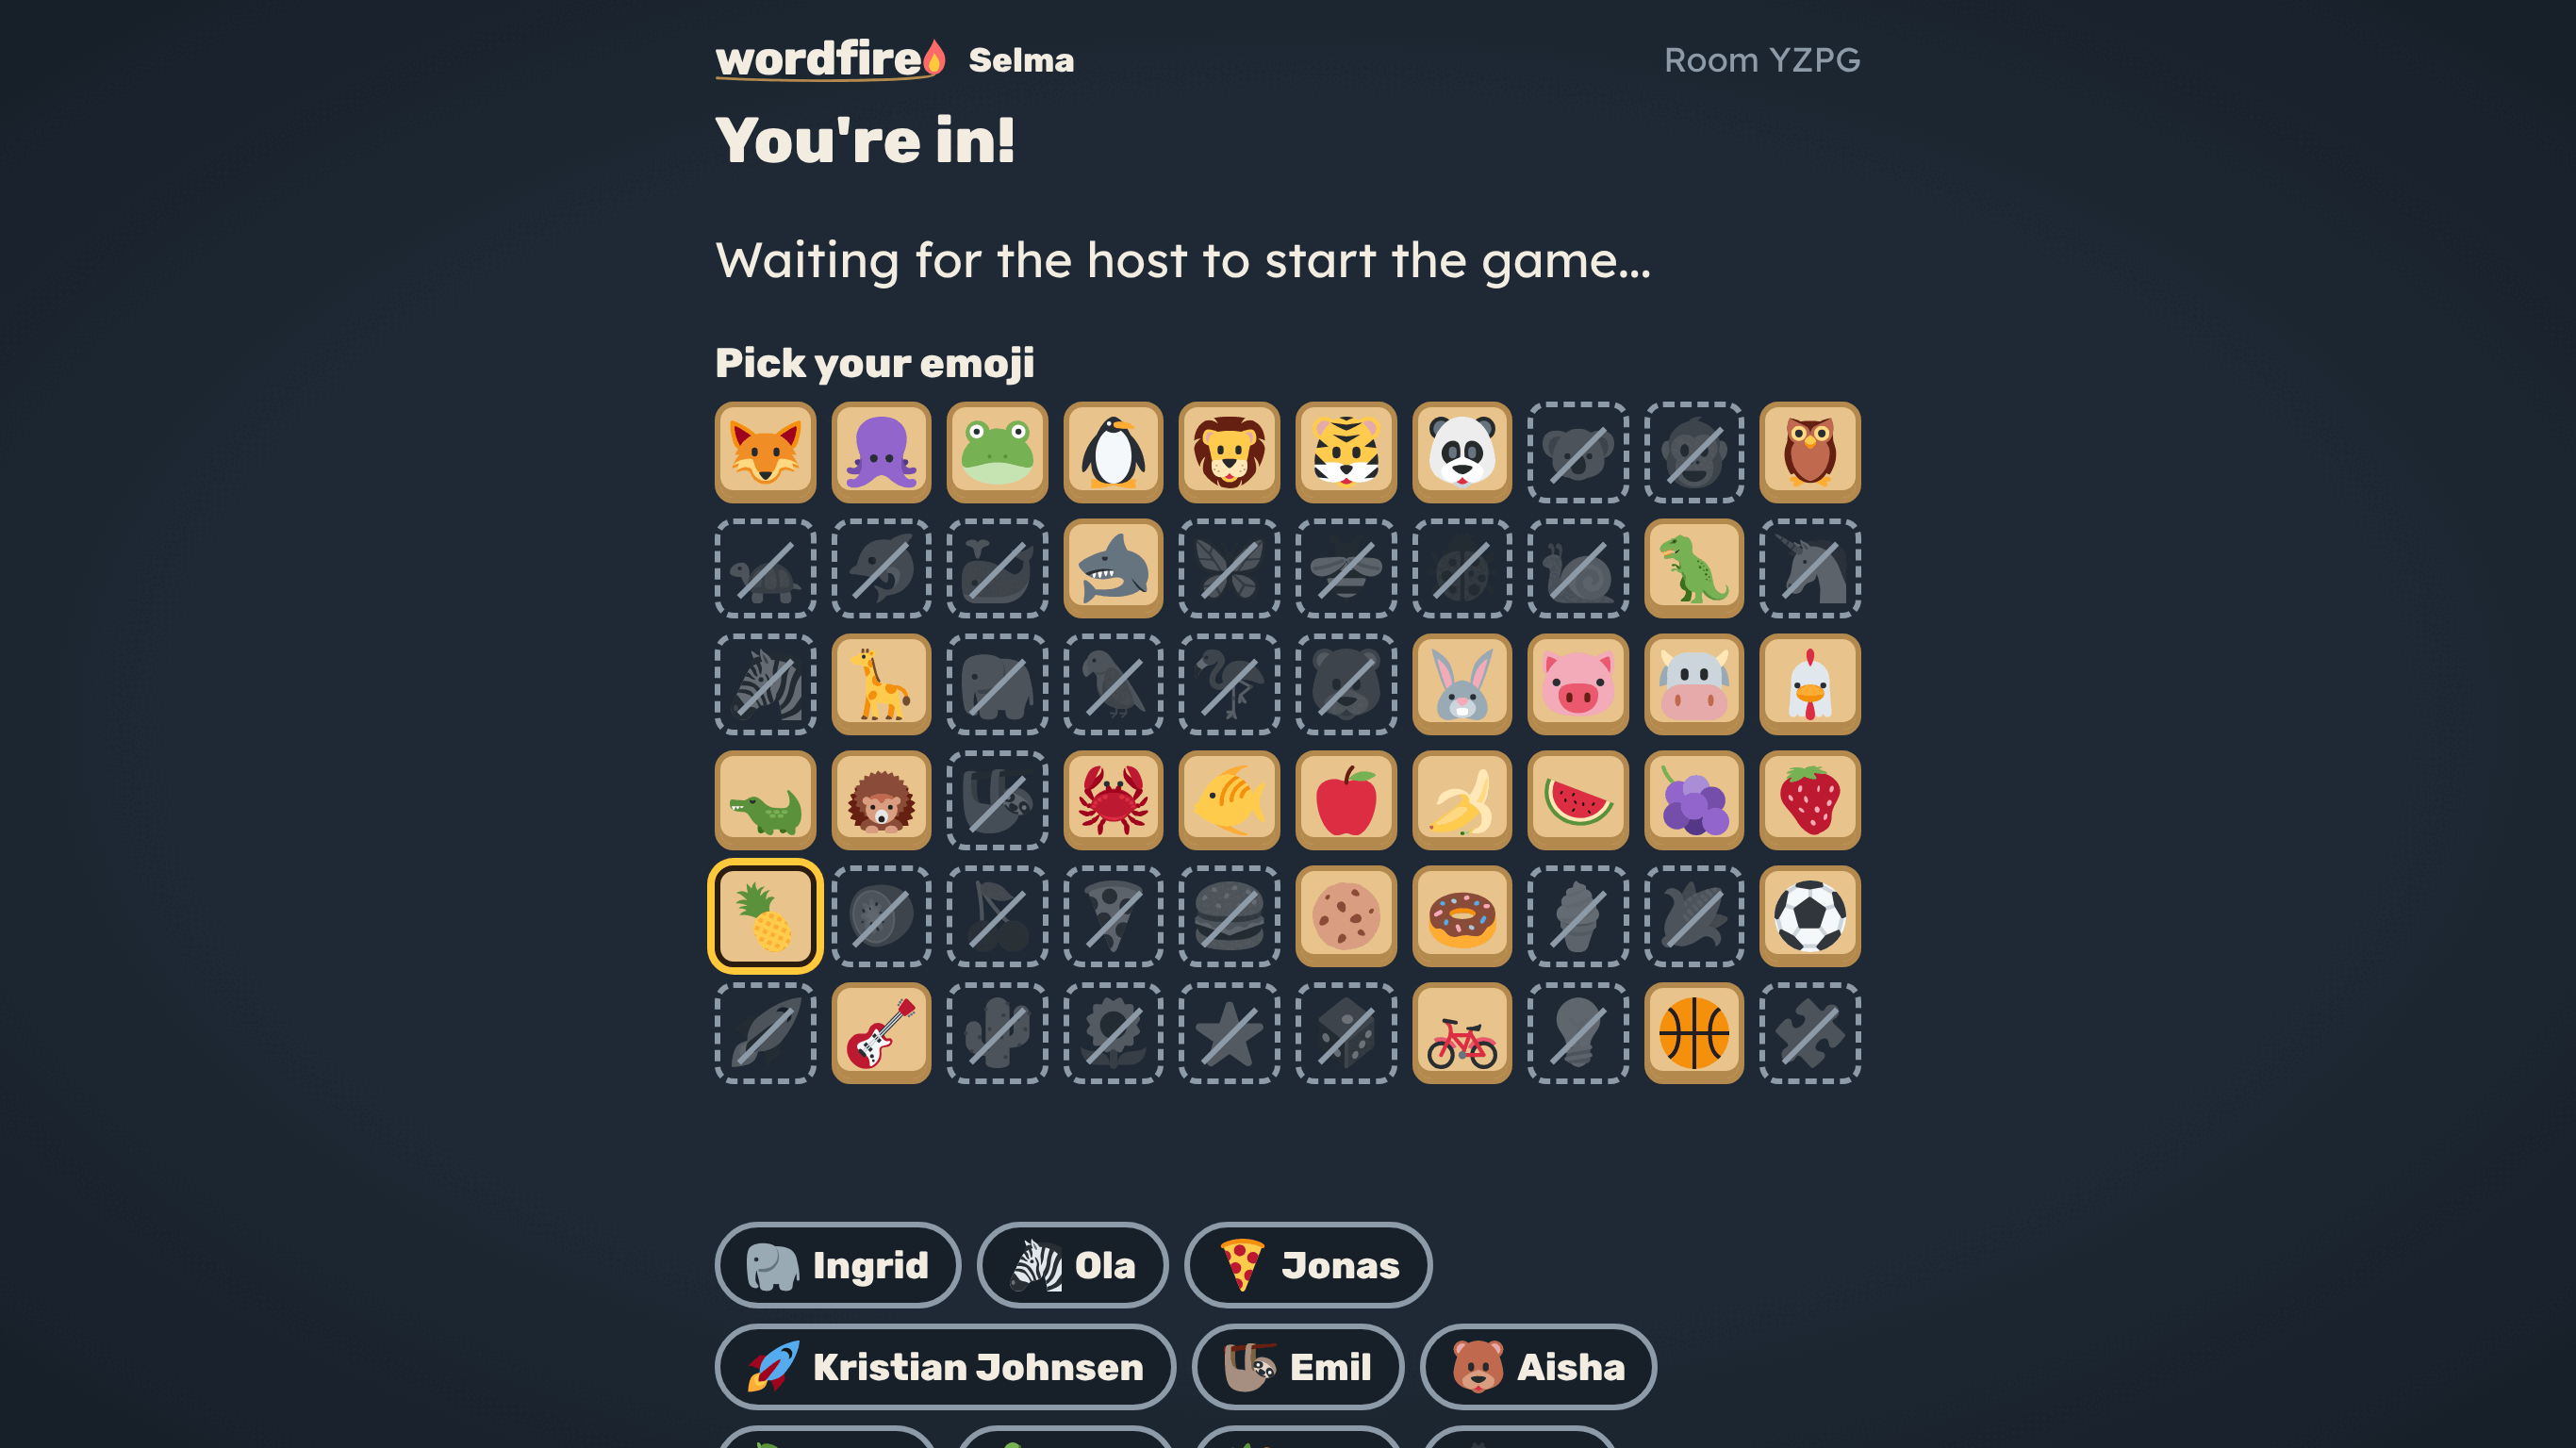 wordfire Selma
Room YZPG
You're in!
Waiting for the host to start the game...
Pick your emoji
Ingrid
Ola
Jonas
Kristian Johnsen
Emil
Aisha